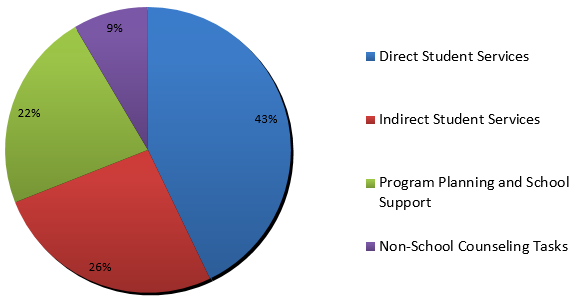 9%
43%
22%
26%
Direct Student Services
Indirect Student Services
Program Planning and School
Support
Non-School Counseling Tasks